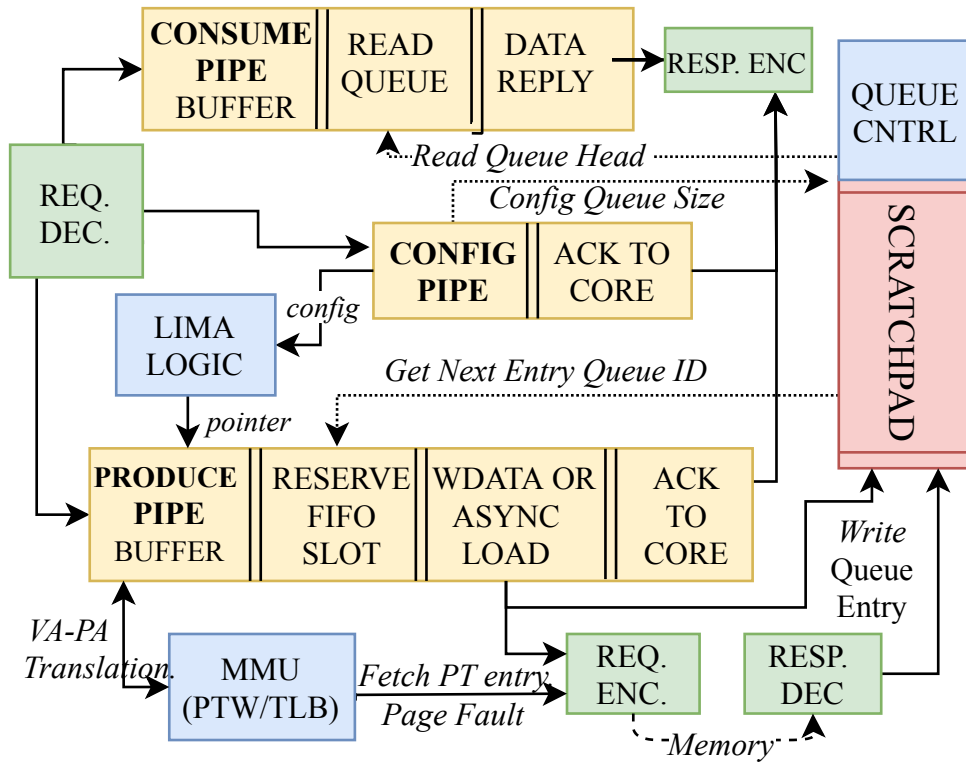 CONSUME
PIPE
BUFFER
READ
QUEUE
DATA
REPLY
RESP. ENC
QUEUE
CNTRL
Read Queue Head
REQ.
DEC.
Config Queue Size
CONFIG
PIPE
ACK TO
CORE
SCRATCHPAD
config
LIMA
LOGIC
Get Next Entry Queue ID
pointer
PRODUCE
PIPE
BUFFER
RESERVE
FIFO
SLOT
WDATA OR
ASYNC
LOAD
ACK
TO
CORE
Write
Queue
Entry
VA-PA
Translation.
MMU
(PTW/TLB)
Fetch PT entry
Page Fault
REQ.
ENC.
RESP.
DEC
Memory